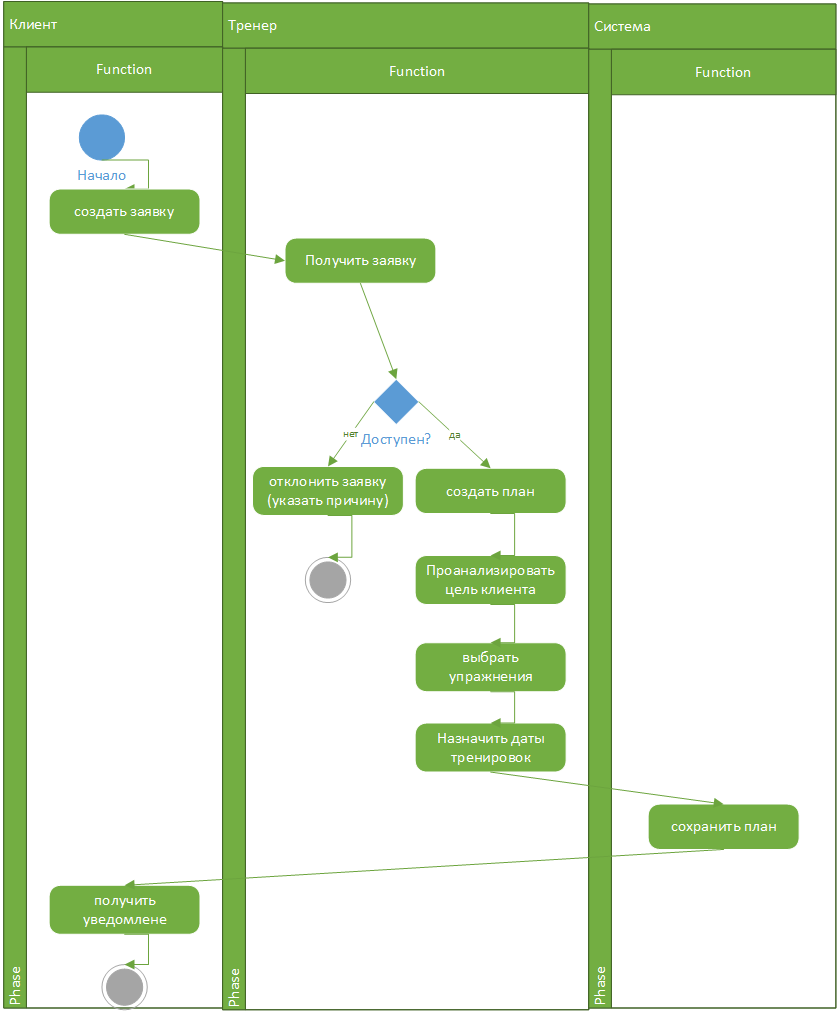 Клиент
Тренер
Система
Function
Function
Function
Начало
создать заявку
Получить заявку
нет
Доступен?
да
отклонить заявку
(указать причину)
создать план
Проанализировать
цель клиента
выбрать
упражнения
Назначить даты
тренировок
сохранить план
получить
уведомлене
Phase
Phase
Phase